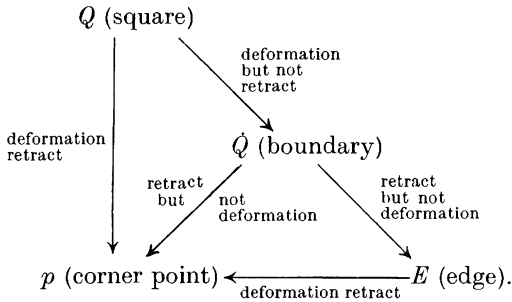 Q (square)
deformation
but not
retract
deformation
retract
Q̇ (boundary)
retract
but
not
deformation
retract
but not
deformation
p (corner point)
E (edge).
deformation retract